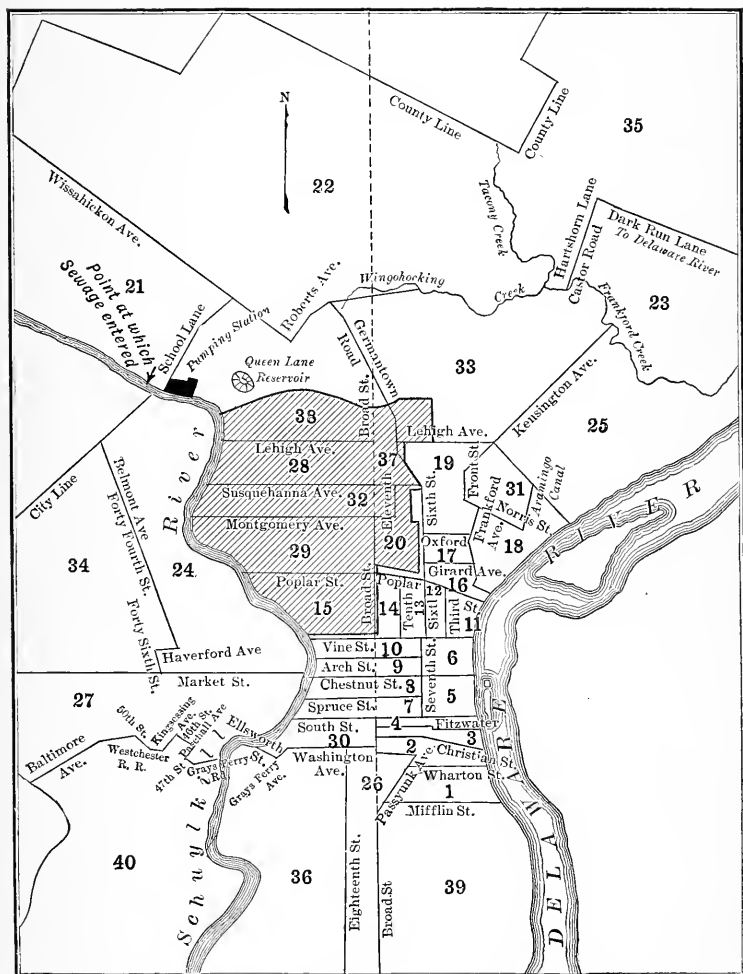 County Line
County Line
35
N
22
Wissahickon Ave.
Tacony Creek
Hartshorn Lane
Castor Road
Dark Run Lane
To Delaware River
21
Point at which
Sewage entered
School Lane
Pumping Station
Roberts Ave.
Wingohocking
Creek
Frankford Creek
23
Queen Lane
Reservoir
Germantown
Road
33
Kensington Ave.
25
38
Broad St.
Lehigh Ave.
Lehigh Ave.
28
37
19
Front St.
31
Aramingo
Canal
Susquehanna Ave.
32
Eleventh
Sixth St.
Frankford
Ave.
Norris St.
Montgomery Ave.
20
Oxford
17
18
29
Girard Ave.
16
Poplar St.
Poplar
15
Broad St.
14
Tenth
13
12
Sixth
Third St.
11
City Line
Belmont Ave
Forty Fourth St.
34
24
River
RIVER
Forty Sixth St.
Haverford Ave
Vine St.
10
Arch St.
9
Seventh St.
6
Market St.
Chestnut St.
8
5
Spruce St.
7
27
50th St.
Kingsessing
Ave.
46th St.
Paschall Ave
Ellsworth
South St.
4
Fitzwater
3
Baltimore
Ave.
Westchester
R. R.
47th St
Grays Ferry
Rd.
St.
Grays Ferry
Ave.
30
Washington
Ave.
2
Christian St.
26
Passyunk Ave
Wharton St.
1
Mifflin St.
Schuylkill
40
36
Eighteenth St.
Broad St
39
DELAWARE